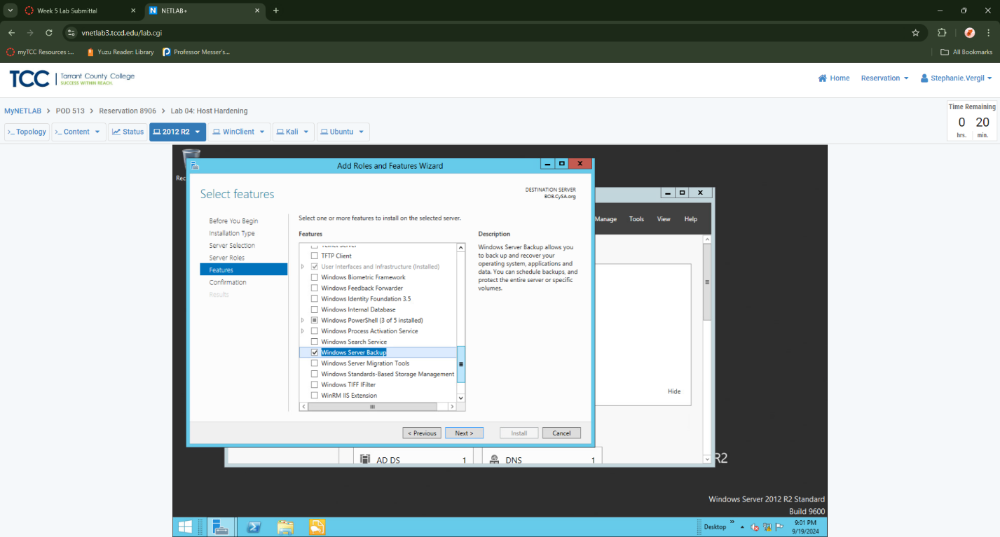 Week 5 Lab Submittal
NETLAB+
vnetlab3.tccd.edu/lab.cgi
myTCC Resources :...
Yuzu Reader: Library
Professor Messer's...
All Bookmarks
TCC
Tarrant County College
SUCCESS WITHIN REACH.
Home
Reservation
Stephanie.Vergil
MyNETLAB > POD 513 > Reservation 8906 > Lab 04: Host Hardening
Time Remaining
0 20
hrs. min.
>_ Topology
>_ Content
Status
2012 R2
WinClient
Kali
Ubuntu
Rec
Add Roles and Features Wizard
Select features
DESTINATION SERVER
BOB.CySA.org
Before You Begin
Installation Type
Server Selection
Server Roles
Features
Confirmation
Results
Select one or more features to install on the selected server.
Features
Telnet Server
TFTP Client
User Interfaces and Infrastructure (Installed)
Windows Biometric Framework
Windows Feedback Forwarder
Windows Identity Foundation 3.5
Windows Internal Database
Windows PowerShell (3 of 5 installed)
Windows Process Activation Service
Windows Search Service
Windows Server Backup
Windows Server Migration Tools
Windows Standards-Based Storage Management
Windows TIFF IFilter
WinRM IIS Extension
Description
Windows Server Backup allows you
to back up and recover your
operating system, applications and
data. You can schedule backups, and
protect the entire server or specific
volumes.
< Previous
Next >
Install
Cancel
Manage
Tools
View
Help
Hide
AD DS 1
DNS 1
R2
Windows Server 2012 R2 Standard
Build 9600
Desktop
9:01 PM
9/19/2024